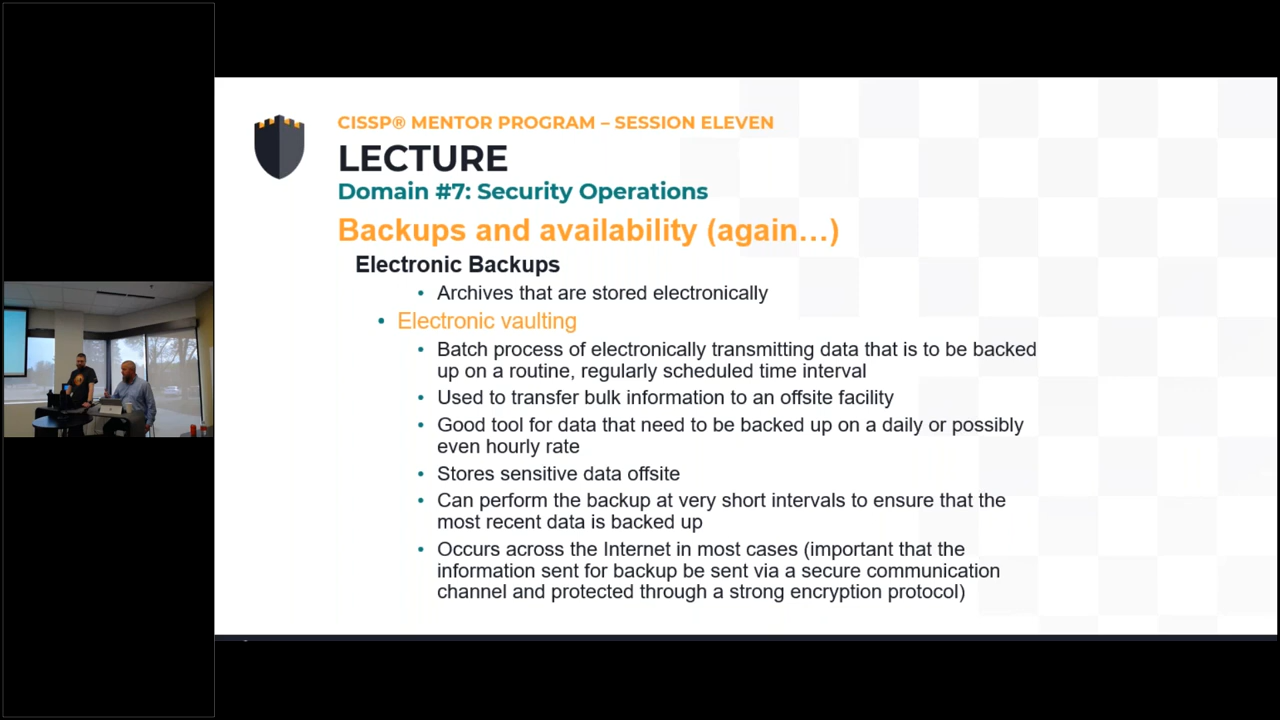 CISSP® MENTOR PROGRAM – SESSION ELEVEN
LECTURE
Domain #7: Security Operations
Backups and availability (again…)
Electronic Backups
• Archives that are stored electronically
• Electronic vaulting
• Batch process of electronically transmitting data that is to be backed
up on a routine, regularly scheduled time interval
• Used to transfer bulk information to an offsite facility
• Good tool for data that need to be backed up on a daily or possibly
even hourly rate
• Stores sensitive data offsite
• Can perform the backup at very short intervals to ensure that the
most recent data is backed up
• Occurs across the Internet in most cases (important that the
information sent for backup be sent via a secure communication
channel and protected through a strong encryption protocol)